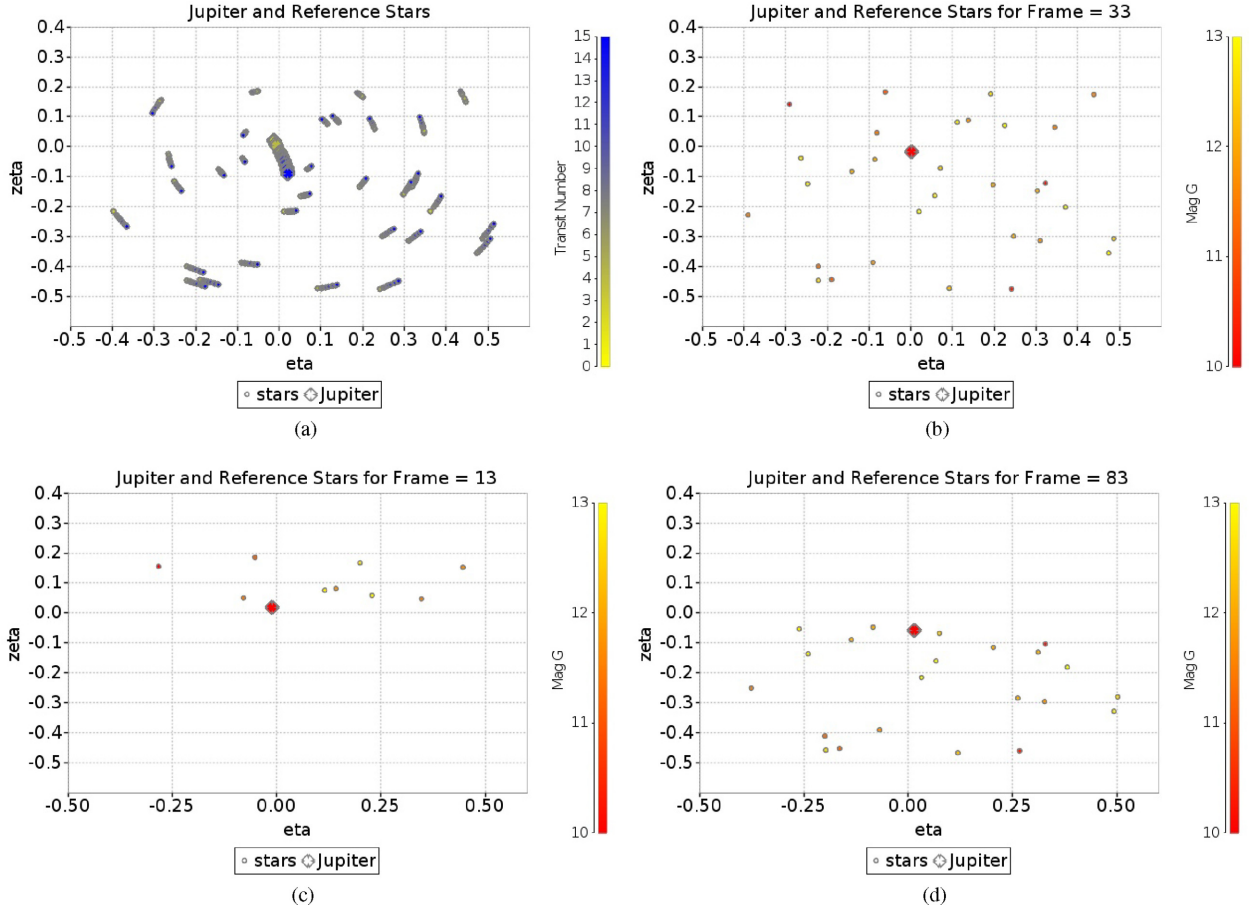 Jupiter and Reference Stars
0.4
0.3
0.2
0.1
0.0
-0.1
-0.2
-0.3
-0.4
-0.5
zeta
-0.5 -0.4 -0.3 -0.2 -0.1 0.0 0.1 0.2 0.3 0.4 0.5
eta
15
14
13
12
11
10
9
8
7
6
5
4
3
2
1
0
Transit Number
stars Jupiter
(a)
Jupiter and Reference Stars for Frame = 33
0.4
0.3
0.2
0.1
0.0
-0.1
-0.2
-0.3
-0.4
-0.5
zeta
-0.5 -0.4 -0.3 -0.2 -0.1 0.0 0.1 0.2 0.3 0.4 0.5
eta
13
12
11
10
Mag G
stars Jupiter
(b)
Jupiter and Reference Stars for Frame = 13
0.4
0.3
0.2
0.1
0.0
-0.1
-0.2
-0.3
-0.4
-0.5
zeta
-0.50 -0.25 0.00 0.25 0.50
eta
13
12
11
10
Mag G
stars Jupiter
(c)
Jupiter and Reference Stars for Frame = 83
0.4
0.3
0.2
0.1
0.0
-0.1
-0.2
-0.3
-0.4
-0.5
zeta
-0.50 -0.25 0.00 0.25 0.50
eta
13
12
11
10
Mag G
stars Jupiter
(d)